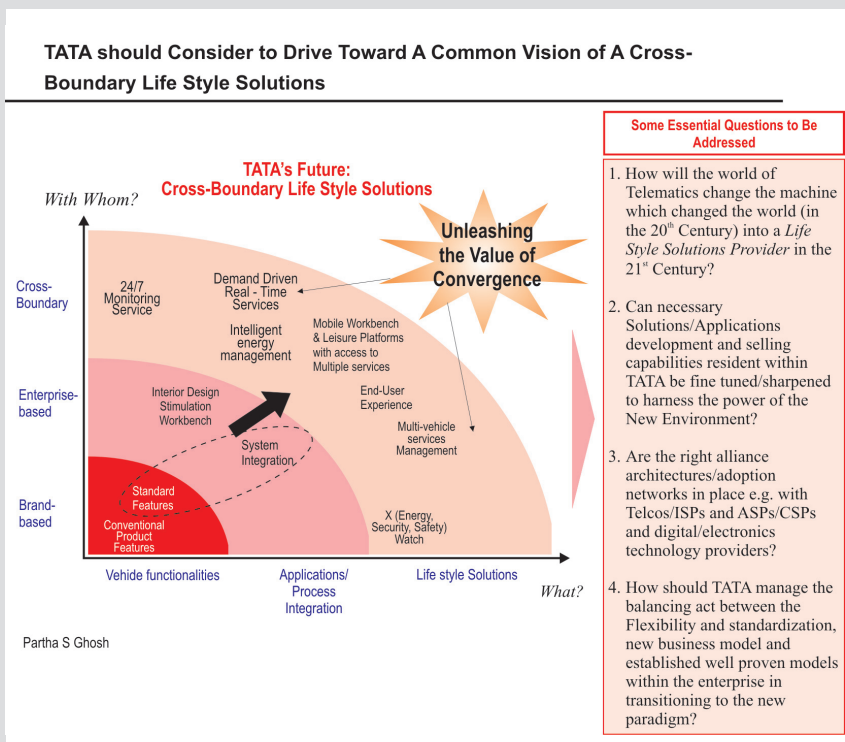 TATA should Consider to Drive Toward A Common Vision of A Cross-
Boundary Life Style Solutions
TATA's Future:
Cross-Boundary Life Style Solutions
With Whom?
Unleashing
the Value of
Convergence
Cross-
Boundary
24/7
Monitoring
Service
Demand Driven
Real - Time
Services
Intelligent
energy
management
Mobile Workbench
& Leisure Platforms
with access to
Multiple services
Enterprise-
based
Interior Design
Stimulation
Workbench
End-User
Experience
Multi-vehicle
services
Management
System
Integration
Brand-
based
Standard
Features
Conventional
Product
Features
X (Energy,
Security, Safety)
Watch
Vehide functionalities
Applications/
Process
Integration
Life style Solutions
What?
Partha S Ghosh
Some Essential Questions to Be
Addressed
1. How will the world of
Telematics change the machine
which changed the world (in
the 20th Century) into a Life
Style Solutions Provider in the
21st Century?
2. Can necessary
Solutions/Applications
development and selling
capabilities resident within
TATA be fine tuned/sharpened
to harness the power of the
New Environment?
3. Are the right alliance
architectures/adoption
networks in place e.g. with
Telcos/ISPs and ASPs/CSPs
and digital/electronics
technology providers?
4. How should TATA manage the
balancing act between the
Flexibility and standardization,
new business model and
established well proven models
within the enterprise in
transitioning to the new
paradigm?